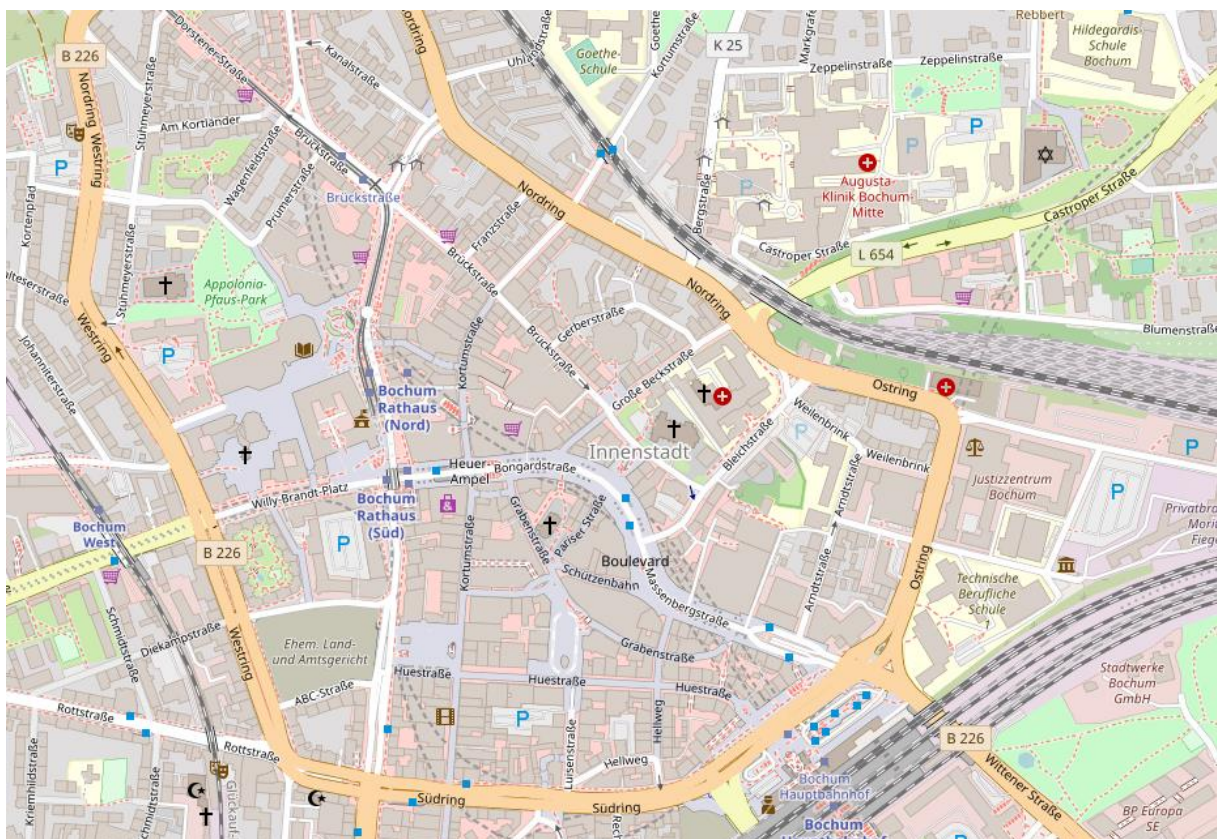 B 226
Nordring
Westring
Dorstener-Straße
Kanalstraße
Stühmeyerstraße
Am Kortländer
Wagenfeldstraße
Prümerstraße
Brückstraße
Brückstraße
P
Kortenpfad
Uhlandstraße
Goethe-
Schule
Kortumstraße
K 25
Zeppelinstraße
Zeppelinstraße
Rebbert
Hildegardis-
Schule
Bochum
P
P
P
Augusta-
Klinik Bochum-
Mitte
Bergstraße
Castroper Straße
Castroper Straße
L 654
Blumenstraße
Nordring
Nordring
Franzstraße
Brückstraße
Brückstraße
Gerberstraße
Große Beckstraße
Appolonia-
Pfaus-Park
Stühmeyerstraße
Westring
Johanniterstraße
P
Kortumstraße
Bochum
Rathaus
(Nord)
Ostring
Weilenbrink
Weilenbrink
P
Bleichstraße
Innenstadt
Arndtstraße
Justizzentrum
Bochum
P
P
Heuer-
Ampel
Bongardstraße
Willy-Brandt-Platz
Bochum
Rathaus
(Süd)
Bochum
West
B 226
P
Grabenstraße
Pariser Straße
Kortumstraße
Boulevard
Schützenbahn
Massenbergstraße
Arndtstraße
Ostring
Technische
Berufliche
Schule
1
Schmidtstraße
Diekampstraße
Westring
Ehem. Land-
und Amtsgericht
ABC-Straße
Grabenstraße
Huestraße
Huestraße
Huestraße
P
Luisenstraße
Hellweg
Hellweg
Stadtwerke
Bochum
GmbH
B 226
Wittener Straße
Rottstraße
Rottstraße
Kriemhildstraße
Südring
Südring
Bochum
Hauptbahnhof
Bochum
BP Europa
SE
P